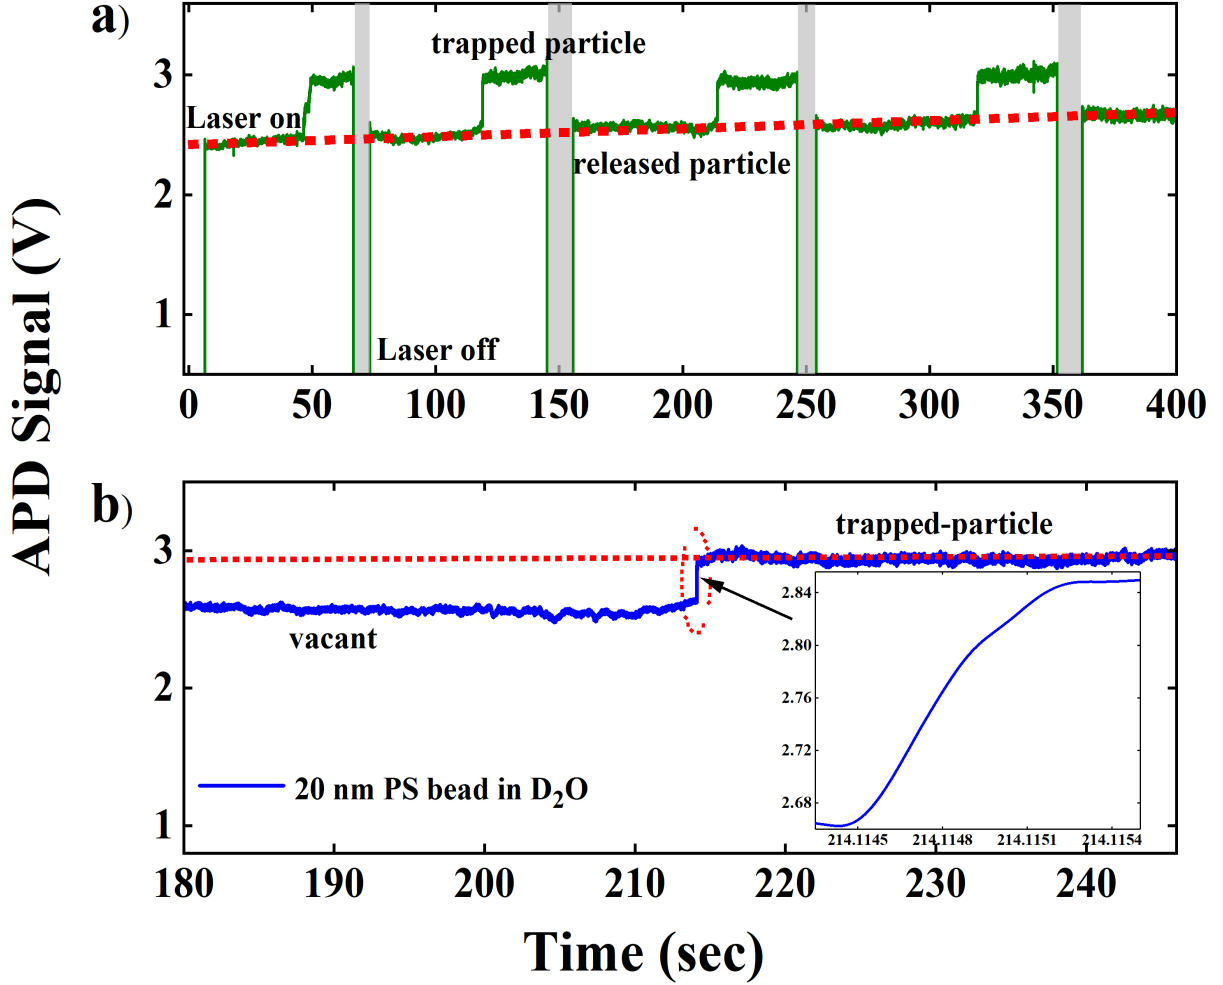 a)
APD Signal (V)
3
2
1
trapped particle
Laser on
released particle
Laser off
0 50 100 150 200 250 300 350 400
b)
3
2
1
trapped-particle
vacant
20 nm PS bead in D₂O
2.84
2.80
2.76
2.72
2.68
214.1145 214.1148 214.1151 214.1154
180 190 200 210 220 230 240
Time (sec)